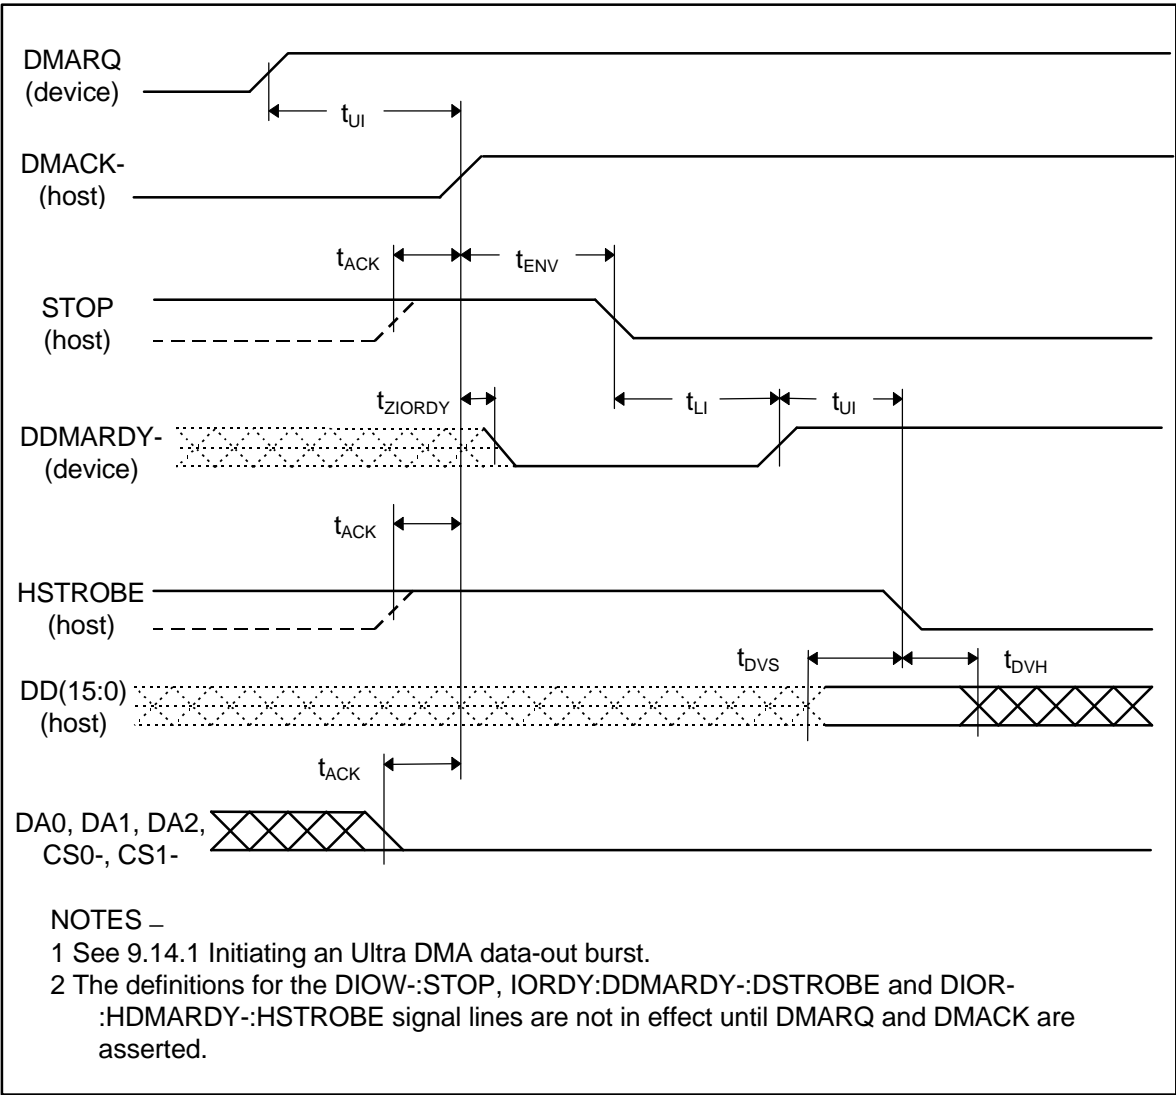 DMARQ
(device)
tUI
DMACK-
(host)
tACK
tENV
STOP
(host)
tZIORDY
tLI
tUI
DDMARDY-
(device)
tACK
HSTROBE
(host)
tDVS
tDVH
DD(15:0)
(host)
tACK
DA0, DA1, DA2,
CS0-, CS1-
NOTES –
1 See 9.14.1 Initiating an Ultra DMA data-out burst.
2 The definitions for the DIOW-:STOP, IORDY:DDMARDY-:DSTROBE and DIOR-
:HDMARDY-:HSTROBE signal lines are not in effect until DMARQ and DMACK are
asserted.